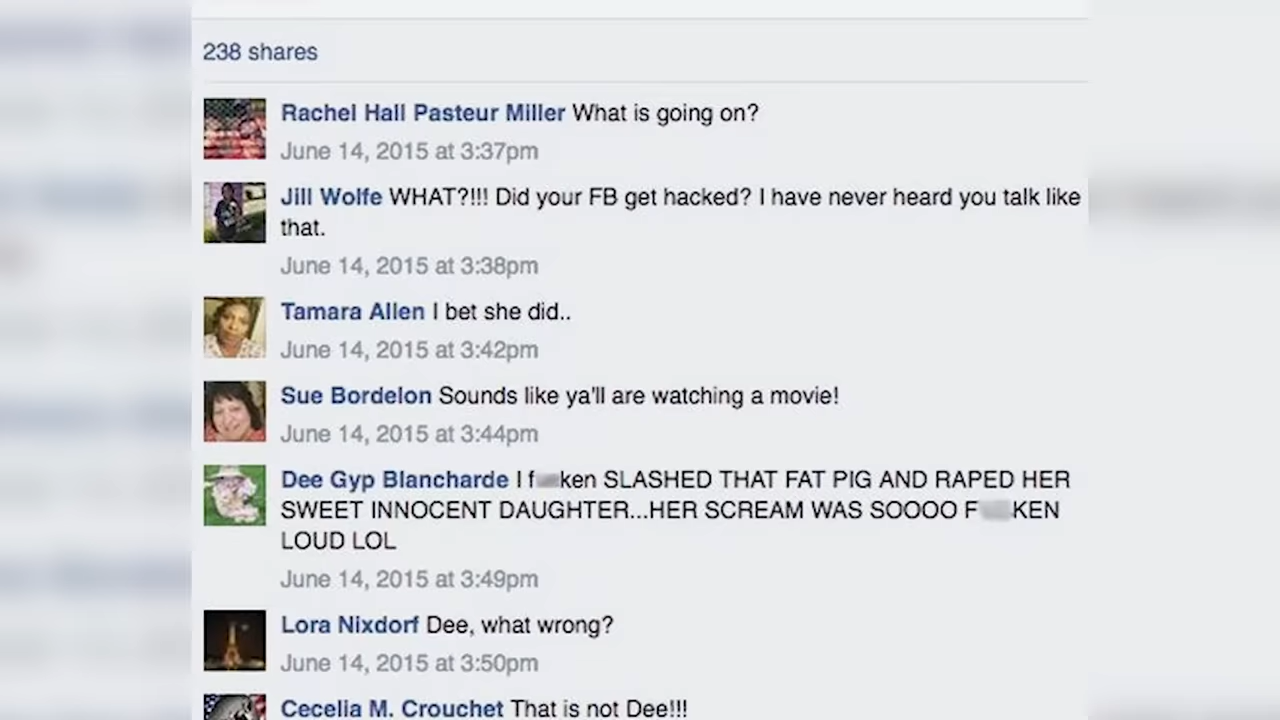 238 shares
Rachel Hall Pasteur Miller What is going on?
June 14, 2015 at 3:37pm
Jill Wolfe WHAT?!!! Did your FB get hacked? I have never heard you talk like
that.
June 14, 2015 at 3:38pm
Tamara Allen I bet she did..
June 14, 2015 at 3:42pm
Sue Bordelon Sounds like ya'll are watching a movie!
June 14, 2015 at 3:44pm
Dee Gyp Blancharde I f ken SLASHED THAT FAT PIG AND RAPED HER
SWEET INNOCENT DAUGHTER...HER SCREAM WAS SOOOO F KEN
LOUD LOL
June 14, 2015 at 3:49pm
Lora Nixdorf Dee, what wrong?
June 14, 2015 at 3:50pm
Cecelia M. Crouchet That is not Dee!!!